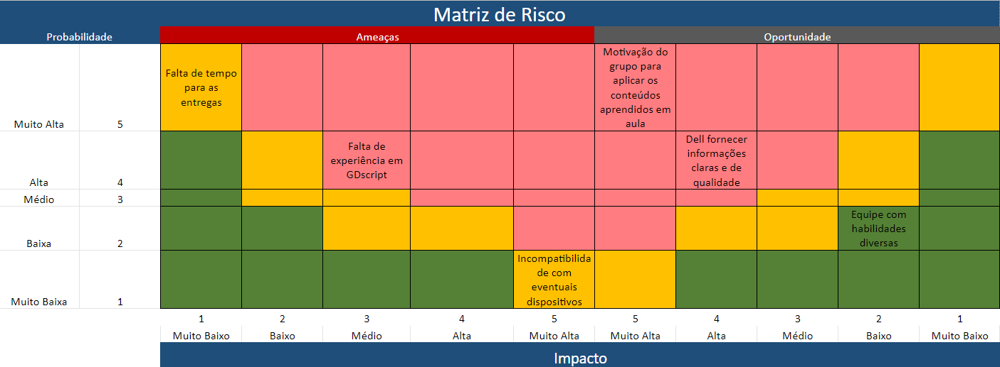 Matriz de Risco
Probabilidade
Ameaças
Oportunidade
Muito Alta
5
Falta de tempo
para as
entregas
Motivação do
grupo para
aplicar os
conteúdos
aprendidos em
aula
Alta
4
Falta de
experiência em
GDscript
Dell fornecer
informações
claras e de
qualidade
Médio
3
Baixa
2
Equipe com
habilidades
diversas
Muito Baixa
1
Incompatibilida
de com
eventuais
dispositivos
1 2 3 4 5 5 4 3 2 1
Muito Baixo Baixo Médio Alta Muito Alta Muito Alta Alta Médio Baixo Muito Baixo
Impacto